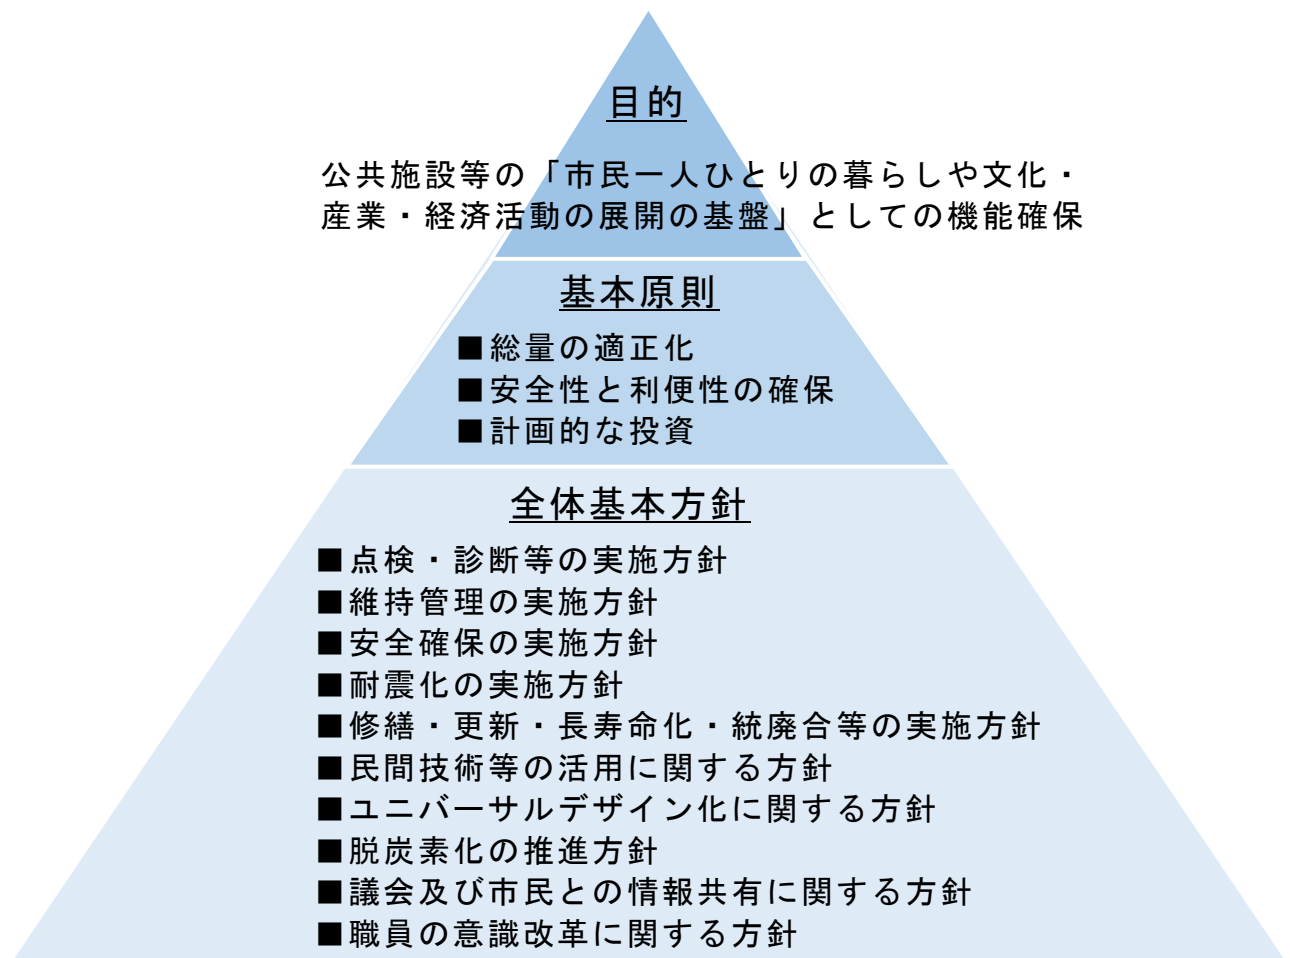 目的
公共施設等の「市民一人ひとりの暮らしや文化・
産業・経済活動の展開の基盤」としての機能確保
基本原則
■総量の適正化
■安全性と利便性の確保
■計画的な投資
全体基本方針
■点検・診断等の実施方針
■維持管理の実施方針
■安全確保の実施方針
■耐震化の実施方針
■修繕・更新・長寿命化・統廃合等の実施方針
■民間技術等の活用に関する方針
■ユニバーサルデザイン化に関する方針
■脱炭素化の推進方針
■議会及び市民との情報共有に関する方針
■職員の意識改革に関する方針